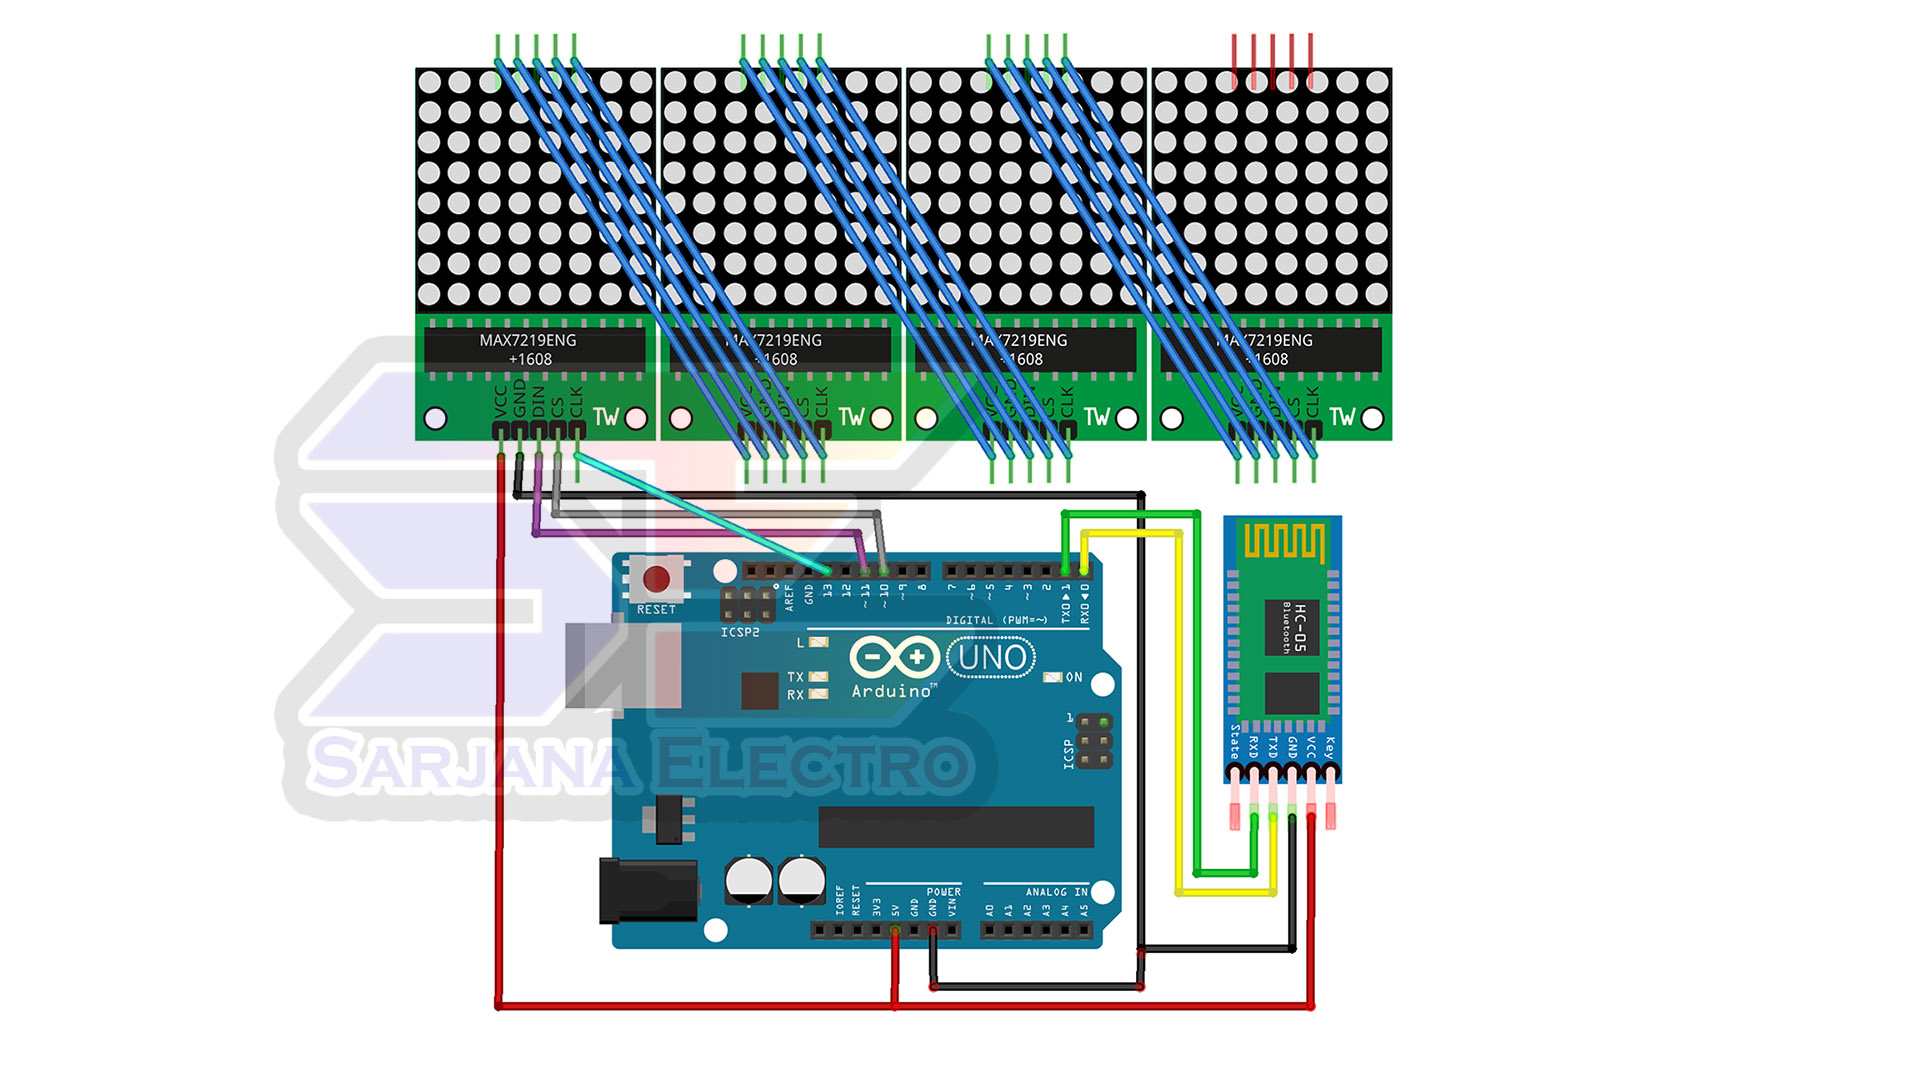 MAX7219ENG
+1608
MAX7219ENG
+1608
MAX7219ENG
+1608
MAX7219ENG
+1608
VCC GND DIN CS CLK TW
VCC GND DIN CS CLK TW
VCC GND DIN CS CLK TW
VCC GND DIN CS CLK TW
RESET
ICSP2
AREF GND 13 12 ~11 ~10 ~9 8
7 ~6 ~5 4 ~3 2 TX0▶1 RX0◀0
DIGITAL (PWM=~)
L
TX
RX
UNO
Arduino™
ON
1
ICSP
HC-05
Bluetooth
State RXD TXD GND VCC Key
SARJANA ELECTRO
POWER
ANALOG IN
IOREF RESET 3V3 5V GND GND VIN
A0 A1 A2 A3 A4 A5